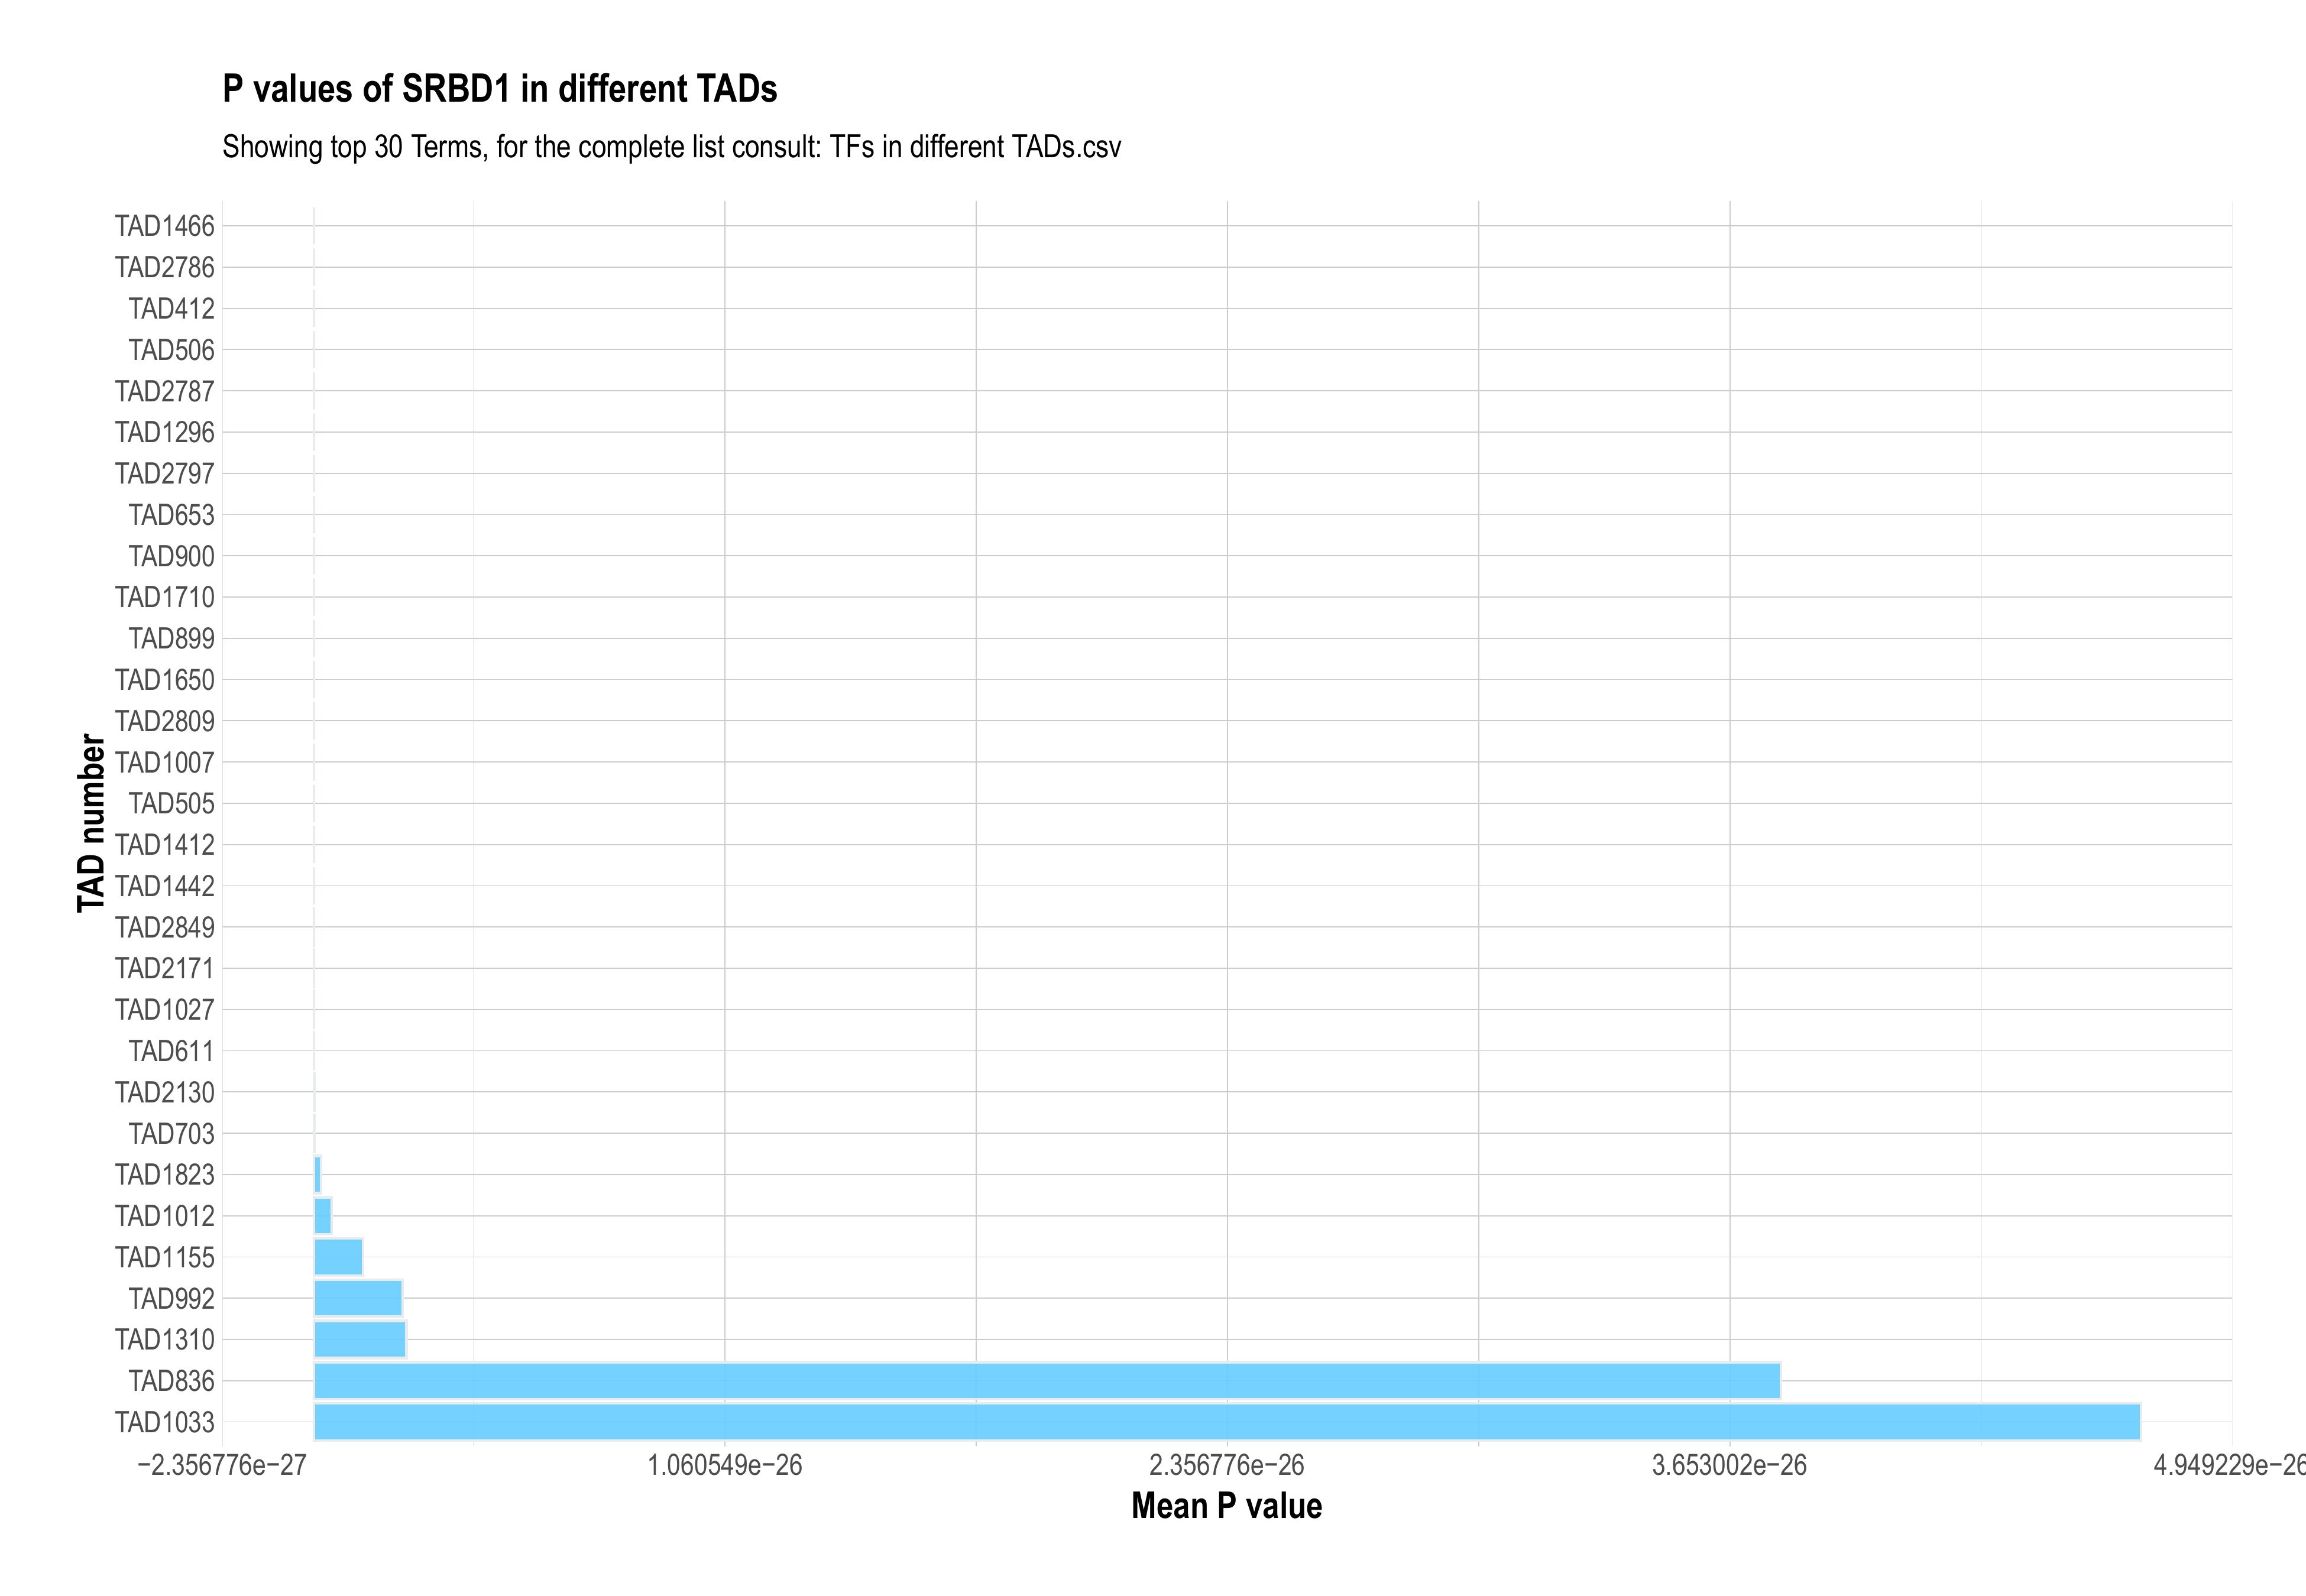 P values of SRBD1 in different TADs
Showing top 30 Terms, for the complete list consult: TFs in different TADs.csv
TAD number
TAD1466
TAD2786
TAD412
TAD506
TAD2787
TAD1296
TAD2797
TAD653
TAD900
TAD1710
TAD899
TAD1650
TAD2809
TAD1007
TAD505
TAD1412
TAD1442
TAD2849
TAD2171
TAD1027
TAD611
TAD2130
TAD703
TAD1823
TAD1012
TAD1155
TAD992
TAD1310
TAD836
TAD1033
−2.356776e−27 1.060549e−26 2.356776e−26 3.653002e−26 4.949229e−26
Mean P value